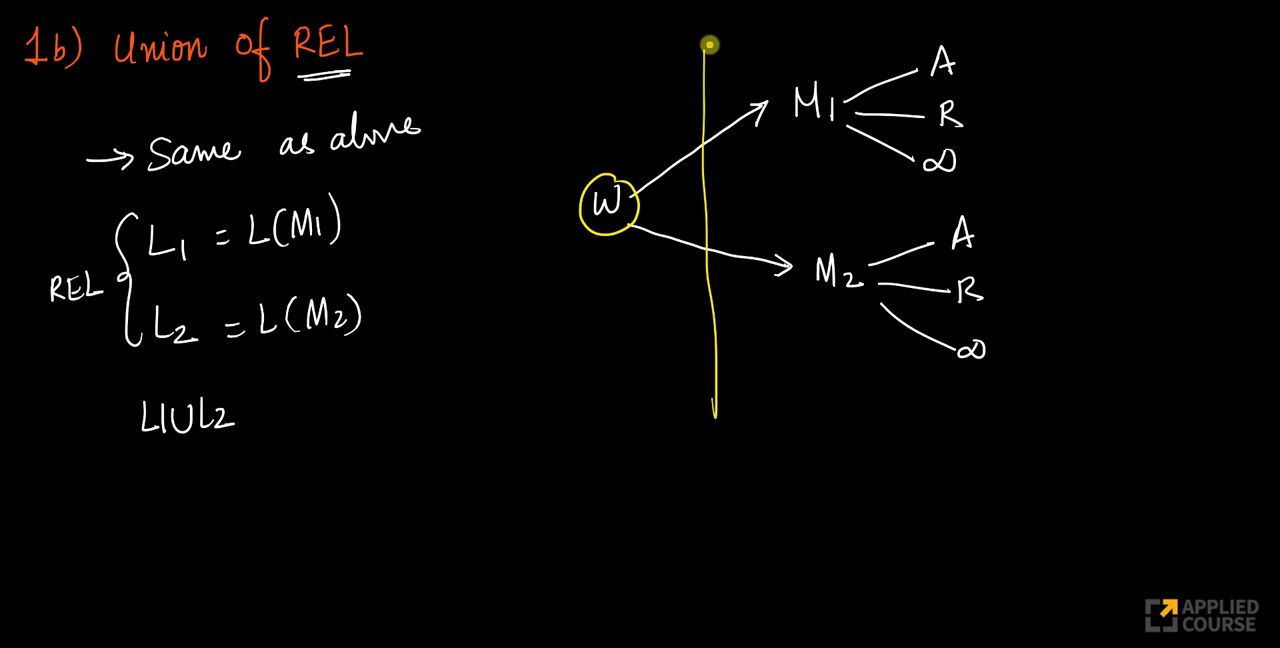 1b) Union of REL
→ Same as above
REL { L1 = L(M1)
L2 = L(M2)
L1UL2
W
M1
A
R
∞
M2
A
R
∞
APPLIED
COURSE